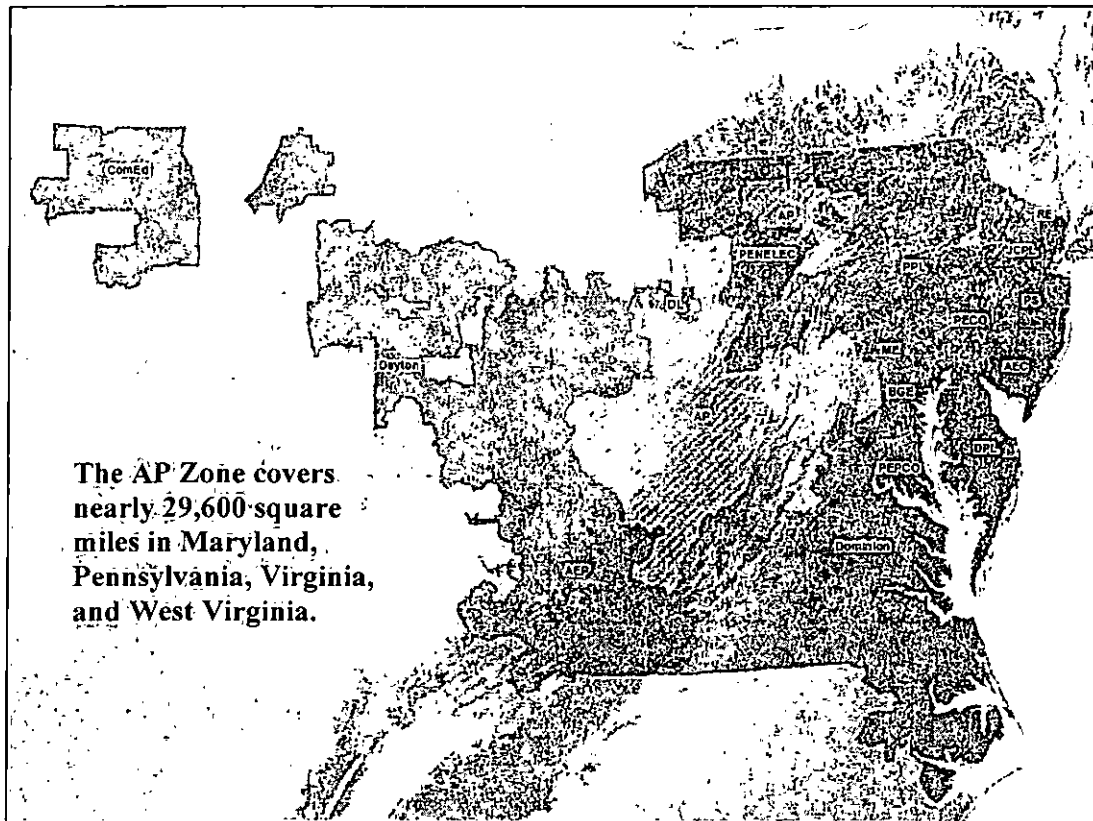 ComEd
AP
RE
PENELEC
JCPL
PPL
PS
DLCO
PECO
Dayton
ME
AEC
BGE
AP
DPL
PEPCO
The AP Zone covers
nearly 29,600 square
miles in Maryland,
Pennsylvania, Virginia,
and West Virginia.
Dominion
AEP